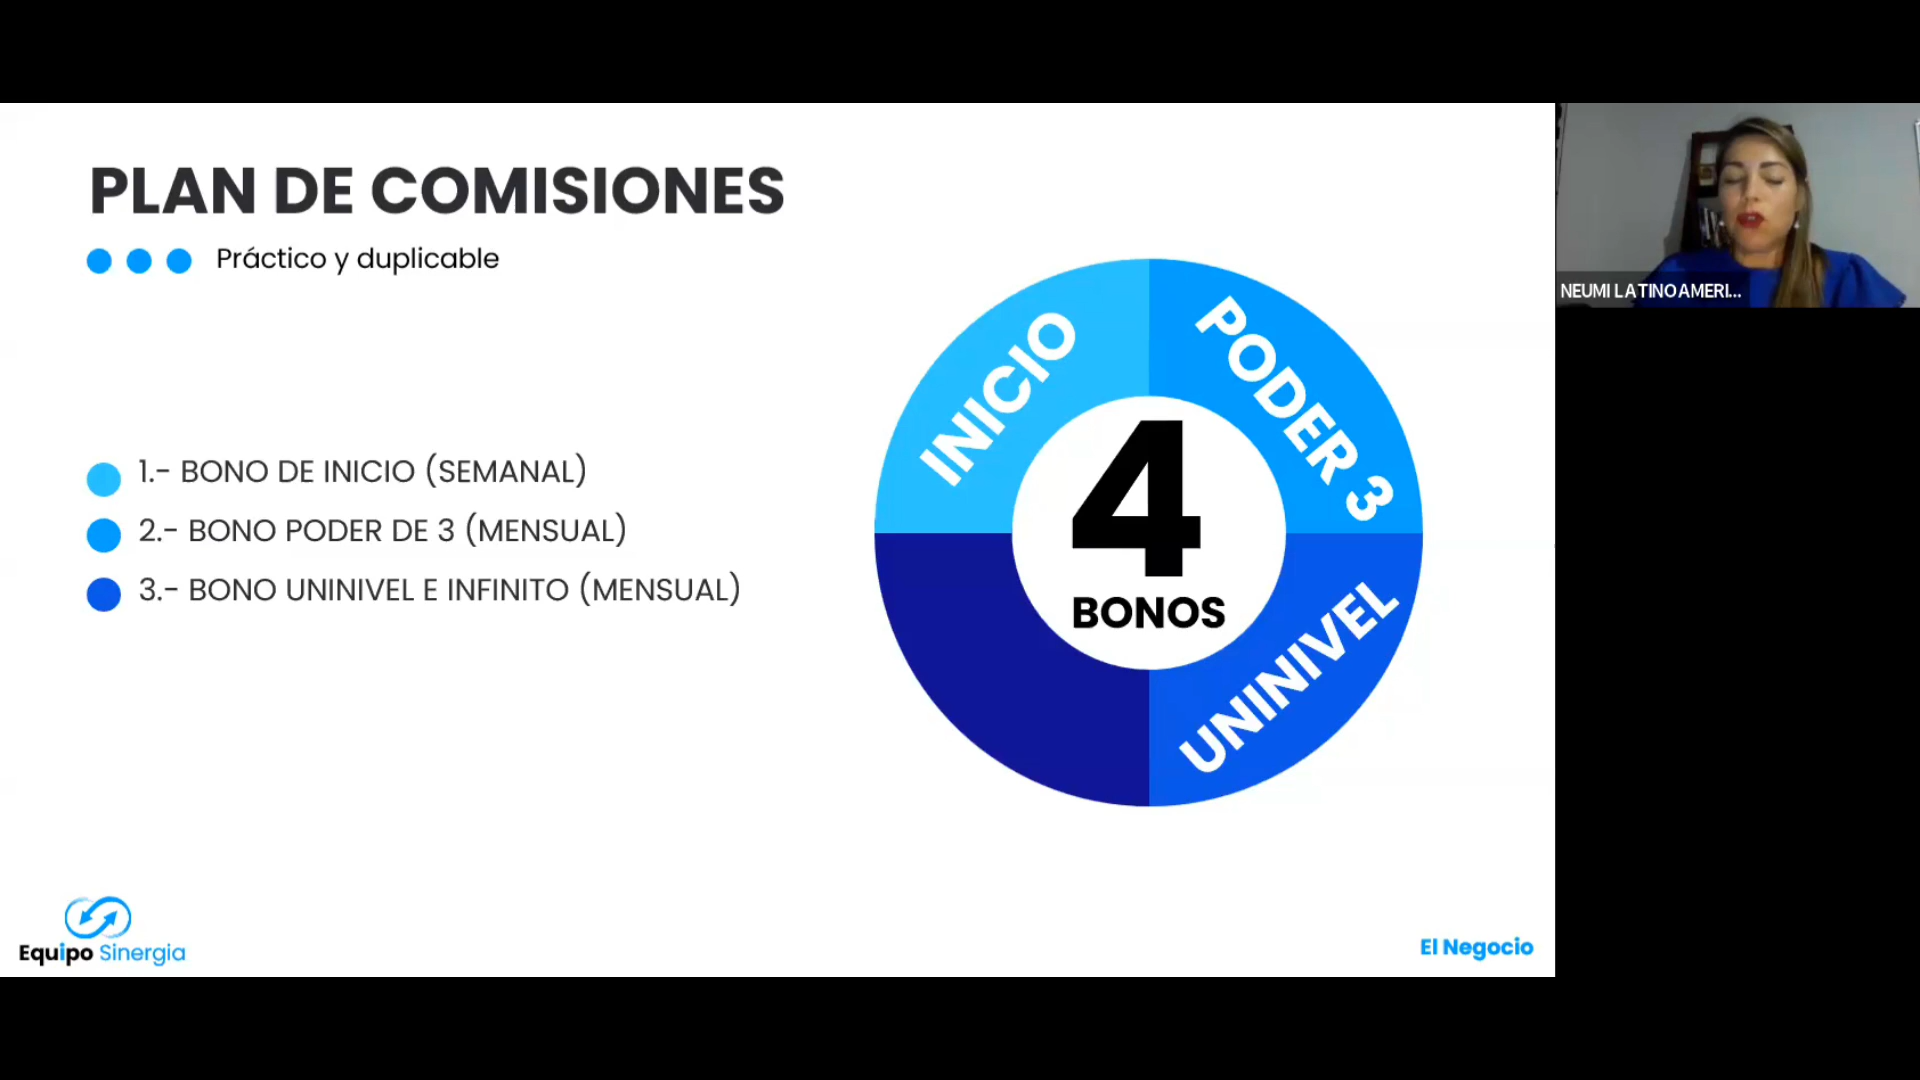 PLAN DE COMISIONES
Práctico y duplicable
1.- BONO DE INICIO (SEMANAL)
2.- BONO PODER DE 3 (MENSUAL)
3.- BONO UNINIVEL E INFINITO (MENSUAL)
INICIO
PODER 3
4
BONOS
UNINIVEL
Equipo Sinergia
El Negocio
NEUMI LATINOAMERI...